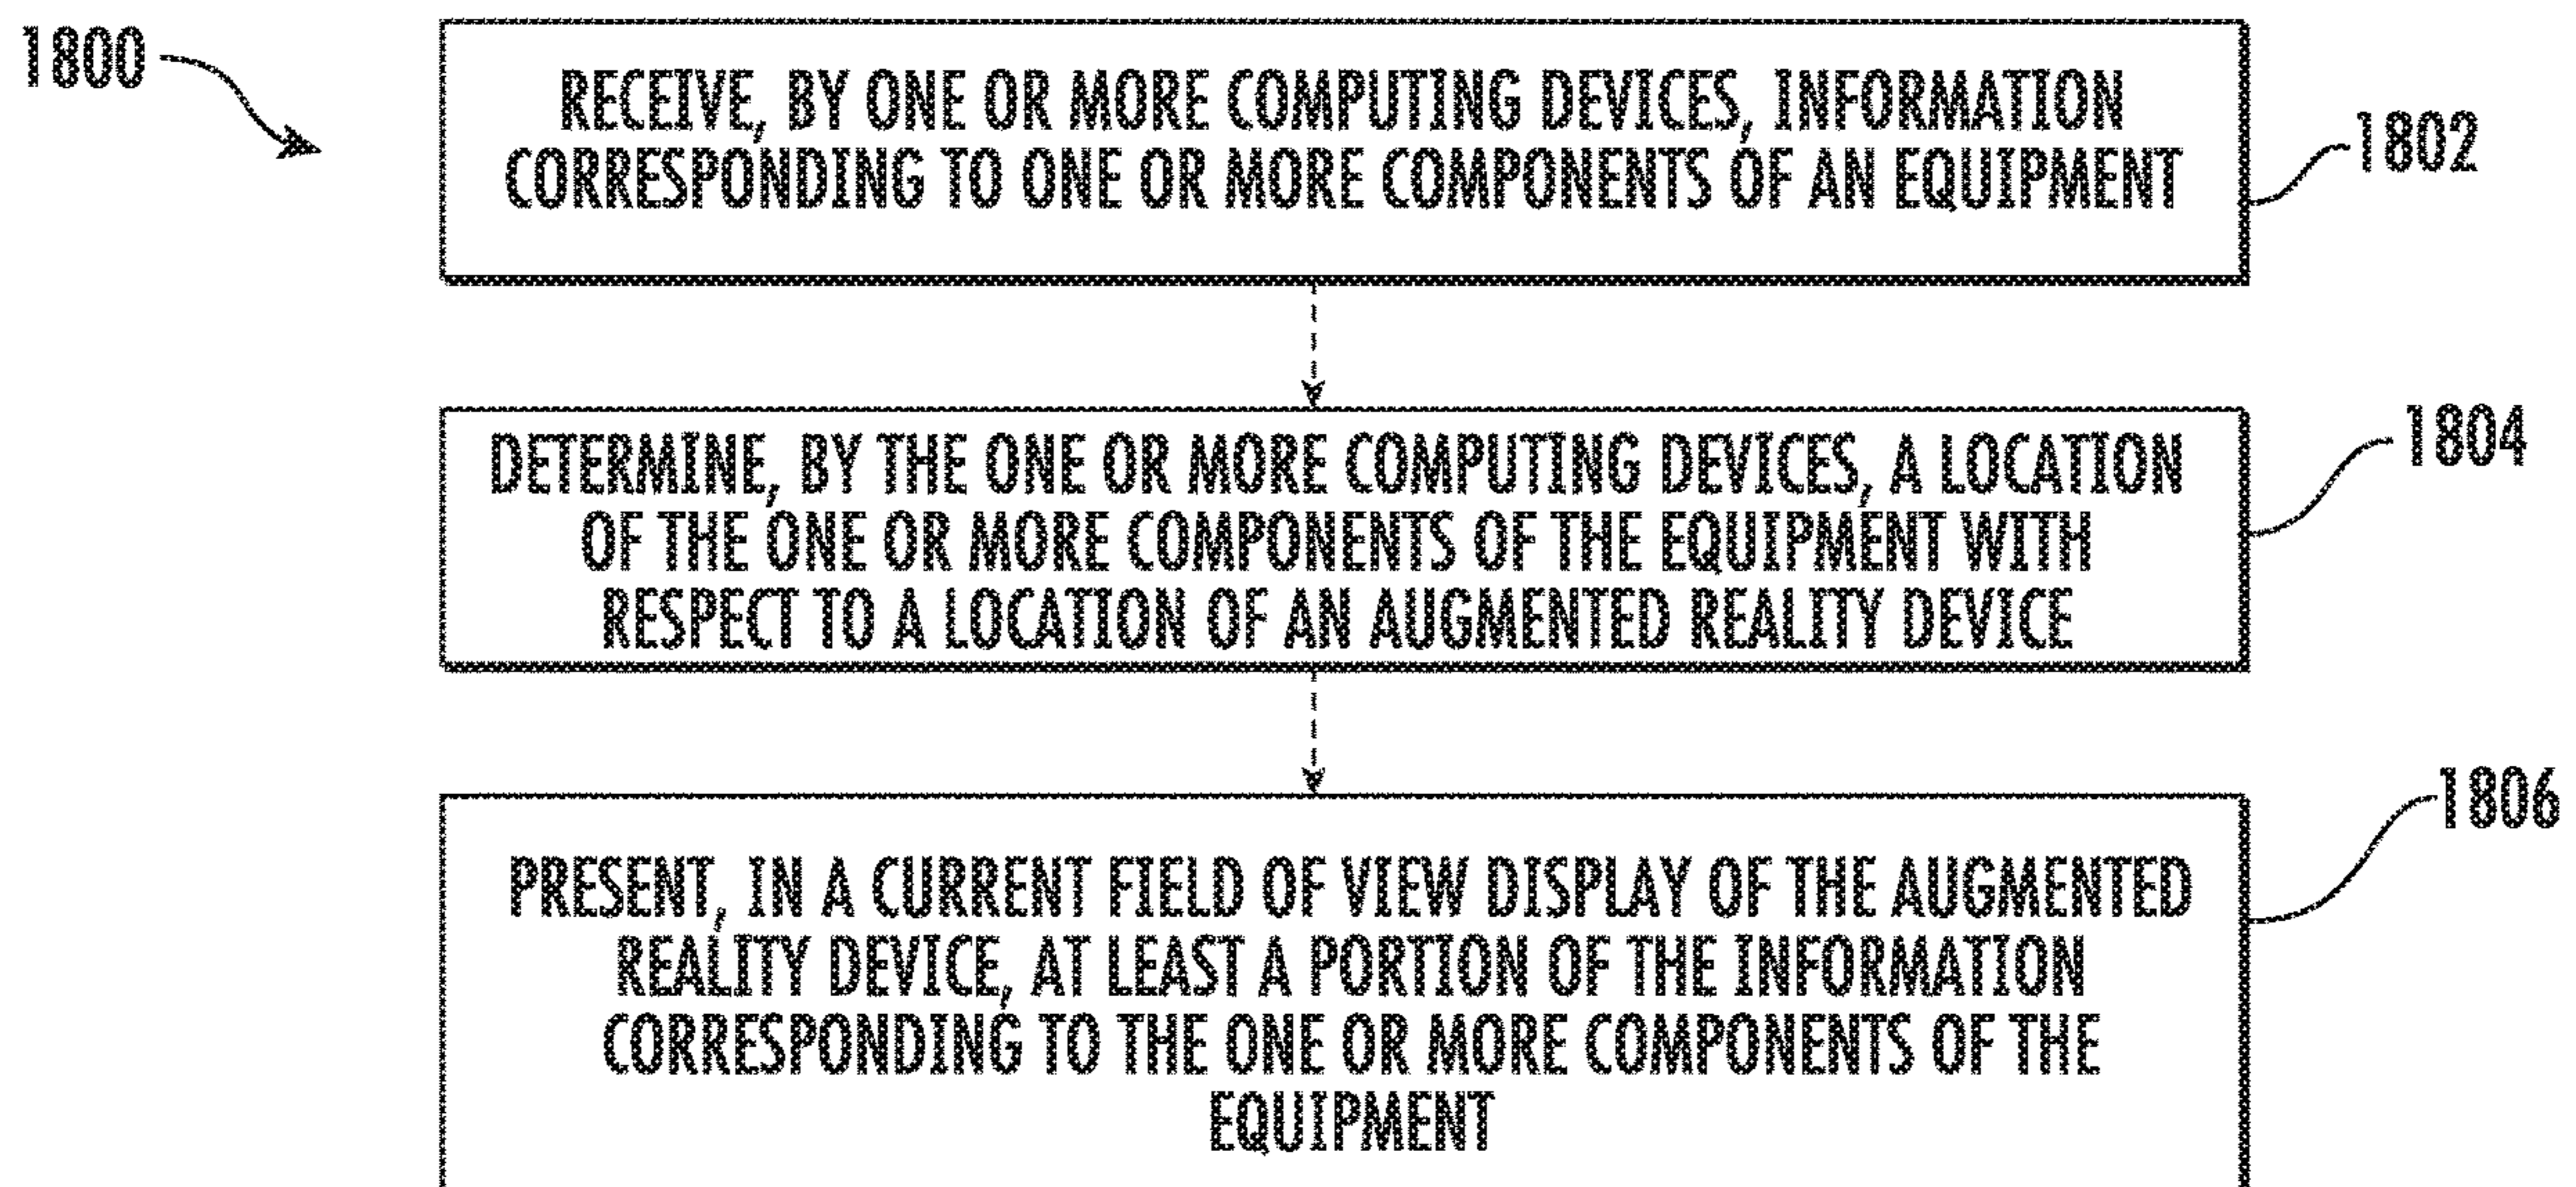 1800
RECEIVE, BY ONE OR MORE COMPUTING DEVICES, INFORMATION
CORRESPONDING TO ONE OR MORE COMPONENTS OF AN EQUIPMENT
1802
DETERMINE, BY THE ONE OR MORE COMPUTING DEVICES, A LOCATION
OF THE ONE OR MORE COMPONENTS OF THE EQUIPMENT WITH
RESPECT TO A LOCATION OF AN AUGMENTED REALITY DEVICE
1804
PRESENT, IN A CURRENT FIELD OF VIEW DISPLAY OF THE AUGMENTED
REALITY DEVICE, AT LEAST A PORTION OF THE INFORMATION
CORRESPONDING TO THE ONE OR MORE COMPONENTS OF THE
EQUIPMENT
1806